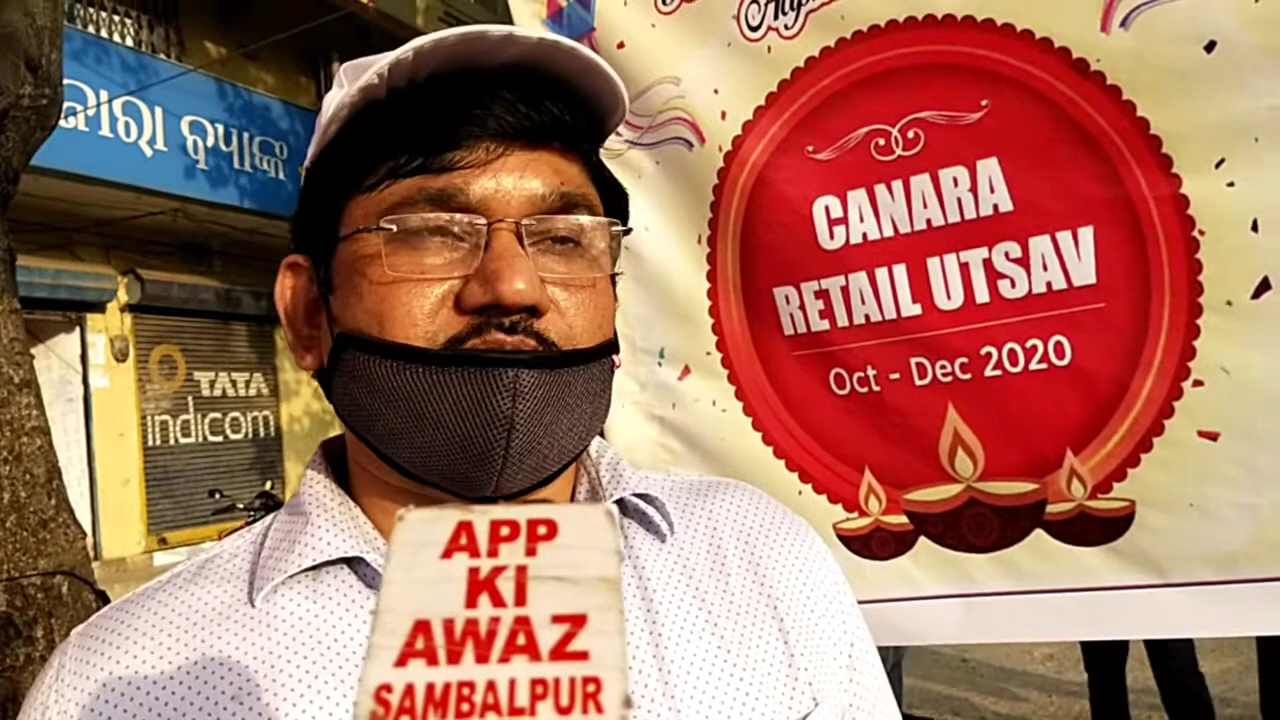 ବ୍ୟାଙ୍କ
TATA
indicom
CANARA
RETAIL UTSAV
Oct - Dec 2020
APP
KI
AWAZ
SAMBALPUR